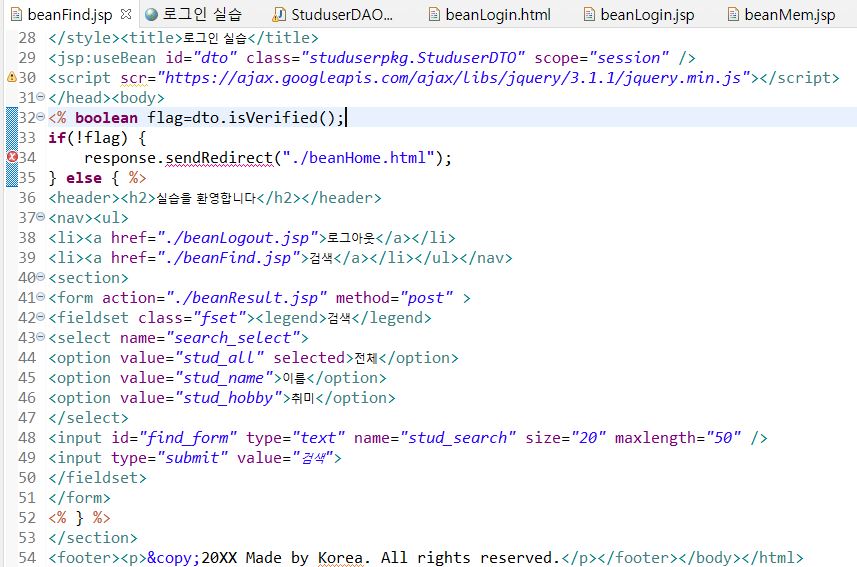 beanFind.jsp 로그인 실습 StuduserDAO... beanLogin.html beanLogin.jsp beanMem.jsp
28 </style><title>로그인 실습</title>
29 <jsp:useBean id="dto" class="studuserpkg.StuduserDTO" scope="session" />
30 <script scr="https://ajax.googleapis.com/ajax/libs/jquery/3.1.1/jquery.min.js"></script>
31 </head><body>
32 <% boolean flag=dto.isVerified();
33 if(!flag) {
34 response.sendRedirect("./beanHome.html");
35 } else { %>
36 <header><h2>실습을 환영합니다</h2></header>
37 <nav><ul>
38 <li><a href="./beanLogout.jsp">로그아웃</a></li>
39 <li><a href="./beanFind.jsp">검색</a></li></ul></nav>
40 <section>
41 <form action="./beanResult.jsp" method="post" >
42 <fieldset class="fset"><legend>검색</legend>
43 <select name="search_select">
44 <option value="stud_all" selected>전체</option>
45 <option value="stud_name">이름</option>
46 <option value="stud_hobby">취미</option>
47 </select>
48 <input id="find_form" type="text" name="stud_search" size="20" maxlength="50" />
49 <input type="submit" value="검색">
50 </fieldset>
51 </form>
52 <% } %>
53 </section>
54 <footer><p>&copy;20XX Made by Korea. All rights reserved.</p></footer></body></html>